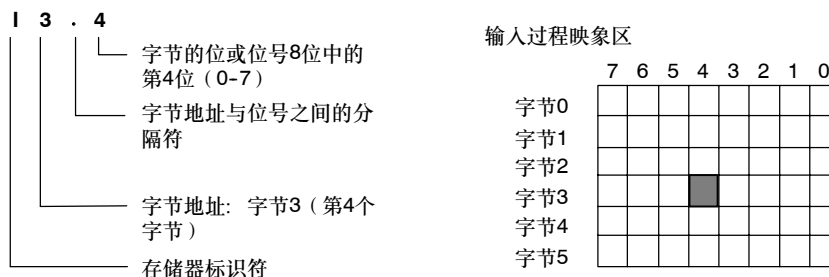 I 3 . 4
字节的位或位号8位中的
第4位（0-7）
字节地址与位号之间的分
隔符
字节地址: 字节3（第4个
字节）
存储器标识符
输入过程映象区
7 6 5 4 3 2 1 0
字节0
字节1
字节2
字节3
字节4
字节5